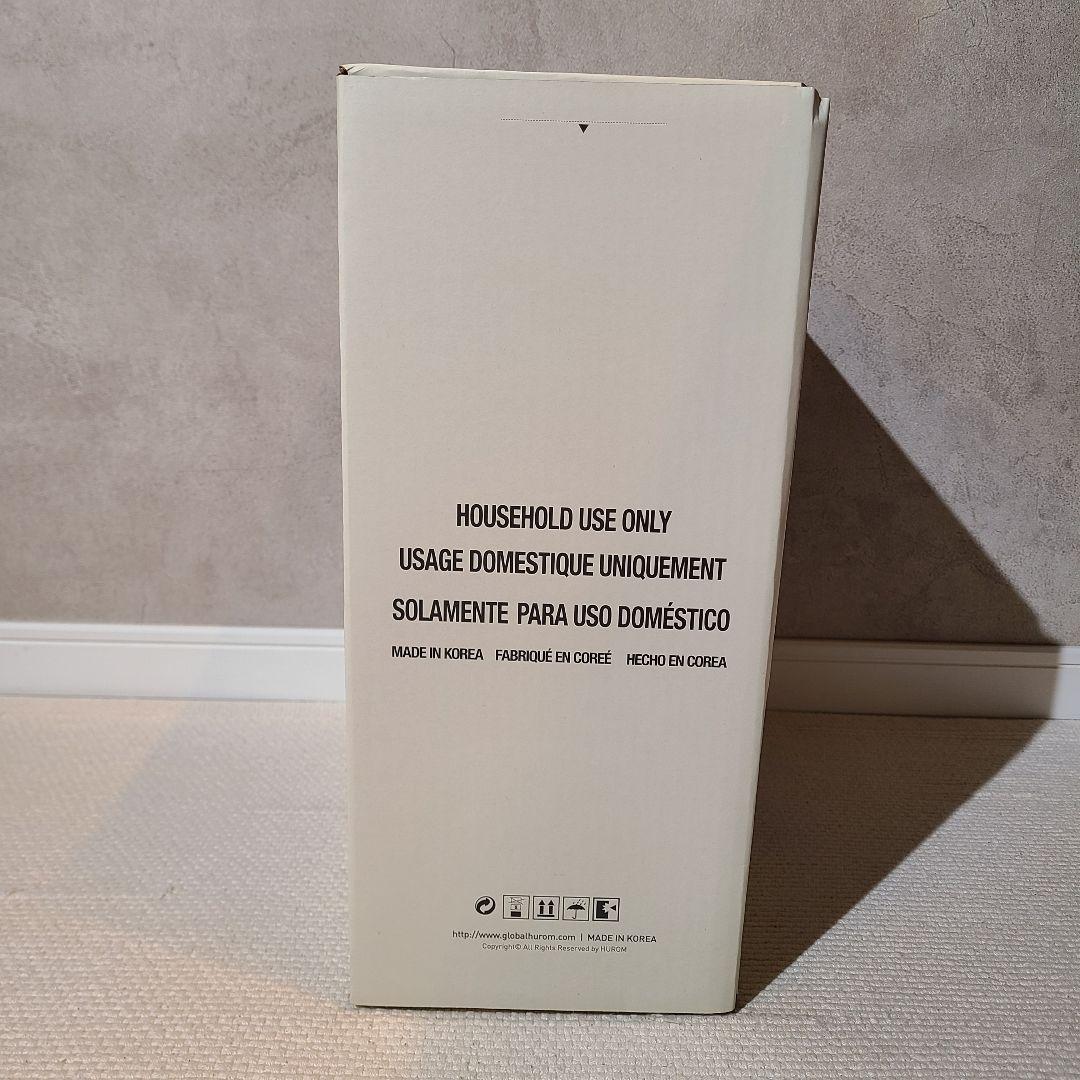 HOUSEHOLD USE ONLY
USAGE DOMESTIQUE UNIQUEMENT
SOLAMENTE PARA USO DOMÉSTICO
MADE IN KOREA FABRIQUÉ EN COREÉ HECHO EN COREA
http://www.globalhurom.com | MADE IN KOREA
Copyright© All Rights Reserved by HUROM